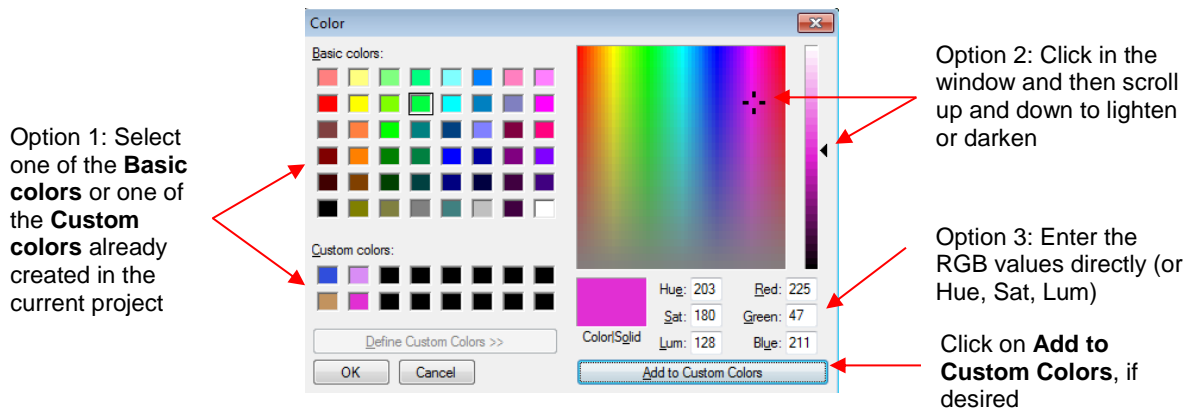 Color
Basic colors:
Custom colors:
Define Custom Colors >>
OK
Cancel
Color|Solid
Hue: 203
Sat: 180
Lum: 128
Red: 225
Green: 47
Blue: 211
Add to Custom Colors
Option 1: Select
one of the Basic
colors or one of
the Custom
colors already
created in the
current project
Option 2: Click in the
window and then scroll
up and down to lighten
or darken
Option 3: Enter the
RGB values directly (or
Hue, Sat, Lum)
Click on Add to
Custom Colors, if
desired